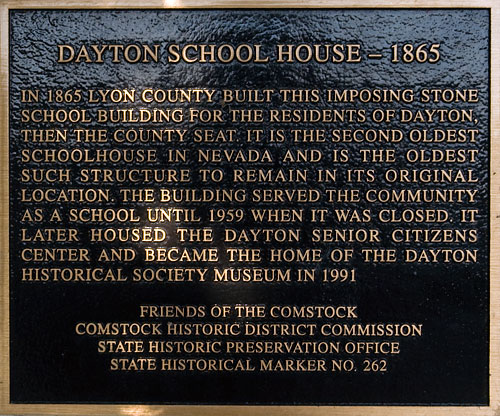 DAYTON SCHOOL HOUSE – 1865
IN 1865 LYON COUNTY BUILT THIS IMPOSING STONE
SCHOOL BUILDING FOR THE RESIDENTS OF DAYTON,
THEN THE COUNTY SEAT. IT IS THE SECOND OLDEST
SCHOOLHOUSE IN NEVADA AND IS THE OLDEST
SUCH STRUCTURE TO REMAIN IN ITS ORIGINAL
LOCATION. THE BUILDING SERVED THE COMMUNITY
AS A SCHOOL UNTIL 1959 WHEN IT WAS CLOSED. IT
LATER HOUSED THE DAYTON SENIOR CITIZENS
CENTER AND BECAME THE HOME OF THE DAYTON
HISTORICAL SOCIETY MUSEUM IN 1991
FRIENDS OF THE COMSTOCK
COMSTOCK HISTORIC DISTRICT COMMISSION
STATE HISTORIC PRESERVATION OFFICE
STATE HISTORICAL MARKER NO. 262